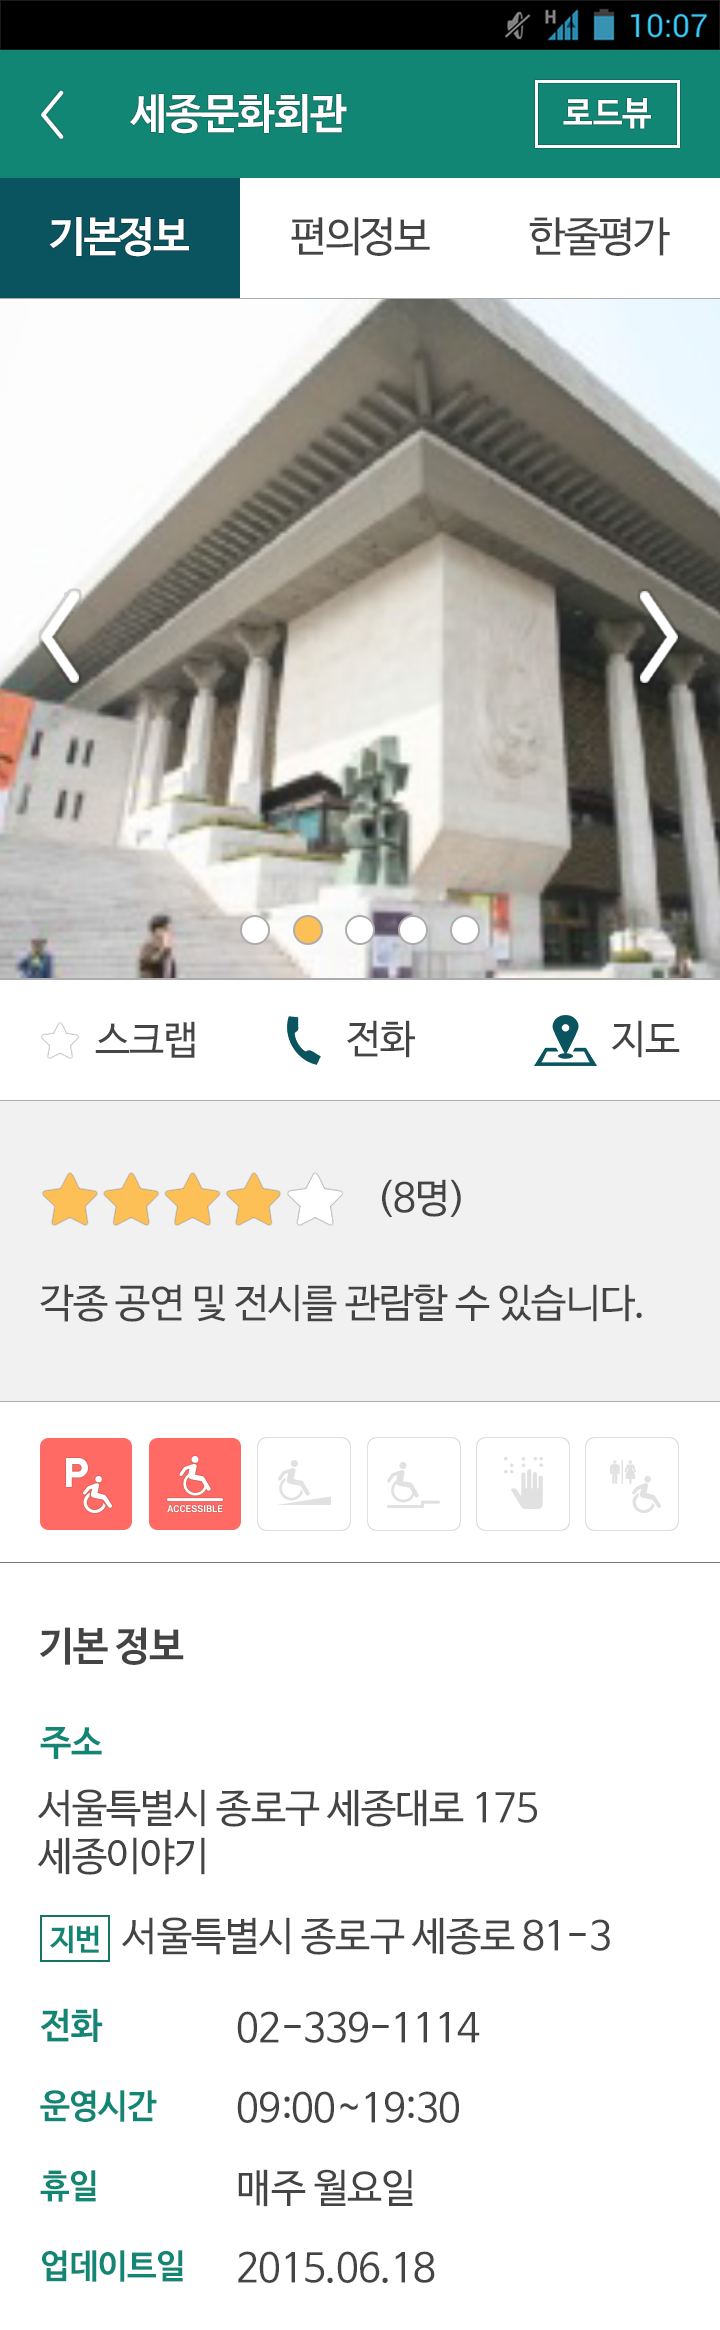 H 10:07
세종문화회관 로드뷰
기본정보 편의정보 한줄평가
스크랩 전화 지도
(8명)
각종 공연 및 전시를 관람할 수 있습니다.
P
ACCESSIBLE
기본 정보
주소
서울특별시 종로구 세종대로 175
세종이야기
지번 서울특별시 종로구 세종로 81-3
전화 02-339-1114
운영시간 09:00~19:30
휴일 매주 월요일
업데이트일 2015.06.18